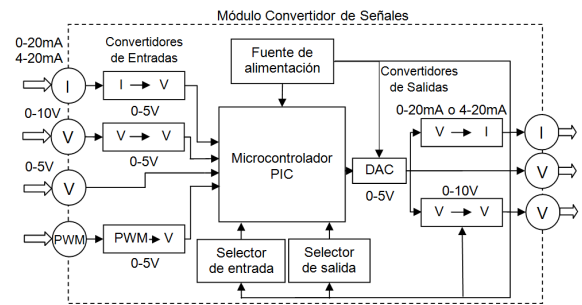 Módulo Convertidor de Señales
0-20mA
4-20mA
Convertidores
de Entradas
Fuente de
alimentación
Convertidores
de Salidas
I
I → V
0-5V
0-20mA o 4-20mA
V → I
I
0-10V
V
V → V
0-5V
Microcontrolador
PIC
DAC
0-5V
V
0-5V
V
0-10V
V → V
V
PWM
PWM → V
0-5V
Selector
de entrada
Selector
de salida